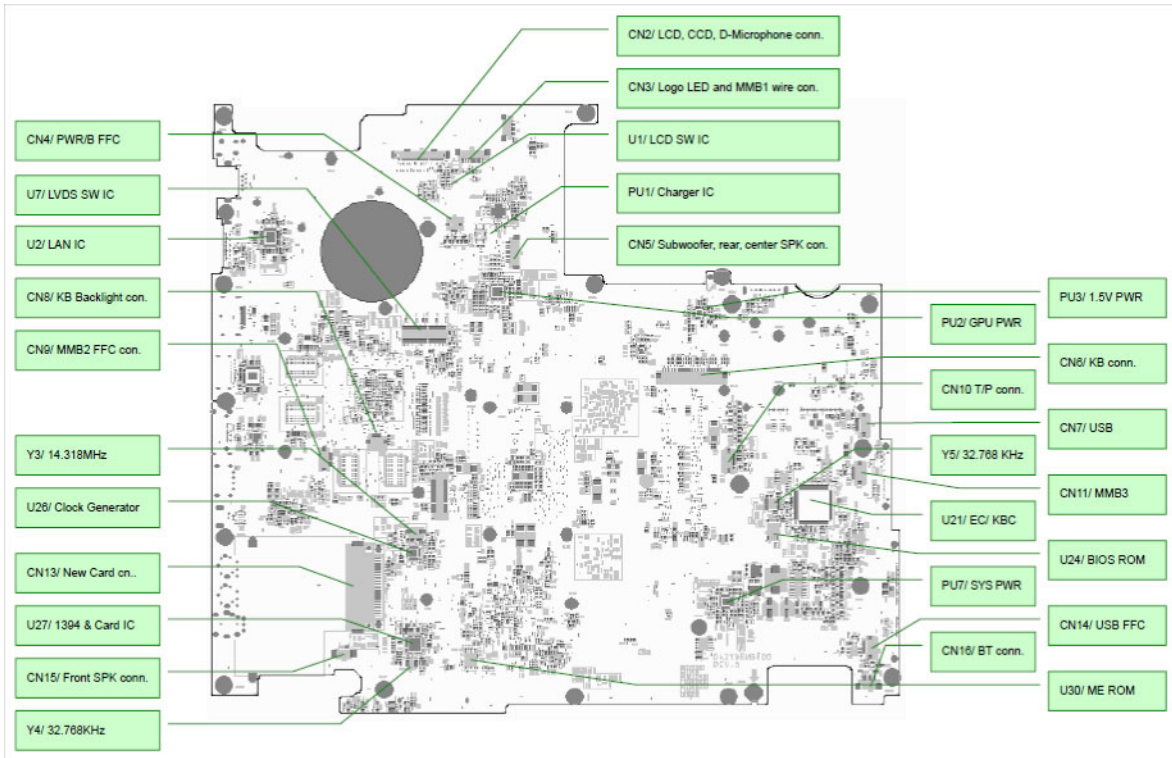 CN2/ LCD, CCD, D-Microphone conn.
CN3/ Logo LED and MMB1 wire con.
U1/ LCD SW IC
PU1/ Charger IC
CN5/ Subwoofer, rear, center SPK con.
CN4/ PWR/B FFC
U7/ LVDS SW IC
U2/ LAN IC
CN8/ KB Backlight con.
CN9/ MMB2 FFC con.
Y3/ 14.318MHz
U26/ Clock Generator
CN13/ New Card cn..
U27/ 1394 & Card IC
CN15/ Front SPK conn.
Y4/ 32.768KHz
PU3/ 1.5V PWR
PU2/ GPU PWR
CN6/ KB conn.
CN10 T/P conn.
CN7/ USB
Y5/ 32.768 KHz
CN11/ MMB3
U21/ EC/ KBC
U24/ BIOS ROM
PU7/ SYS PWR
CN14/ USB FFC
CN16/ BT conn.
U30/ ME ROM